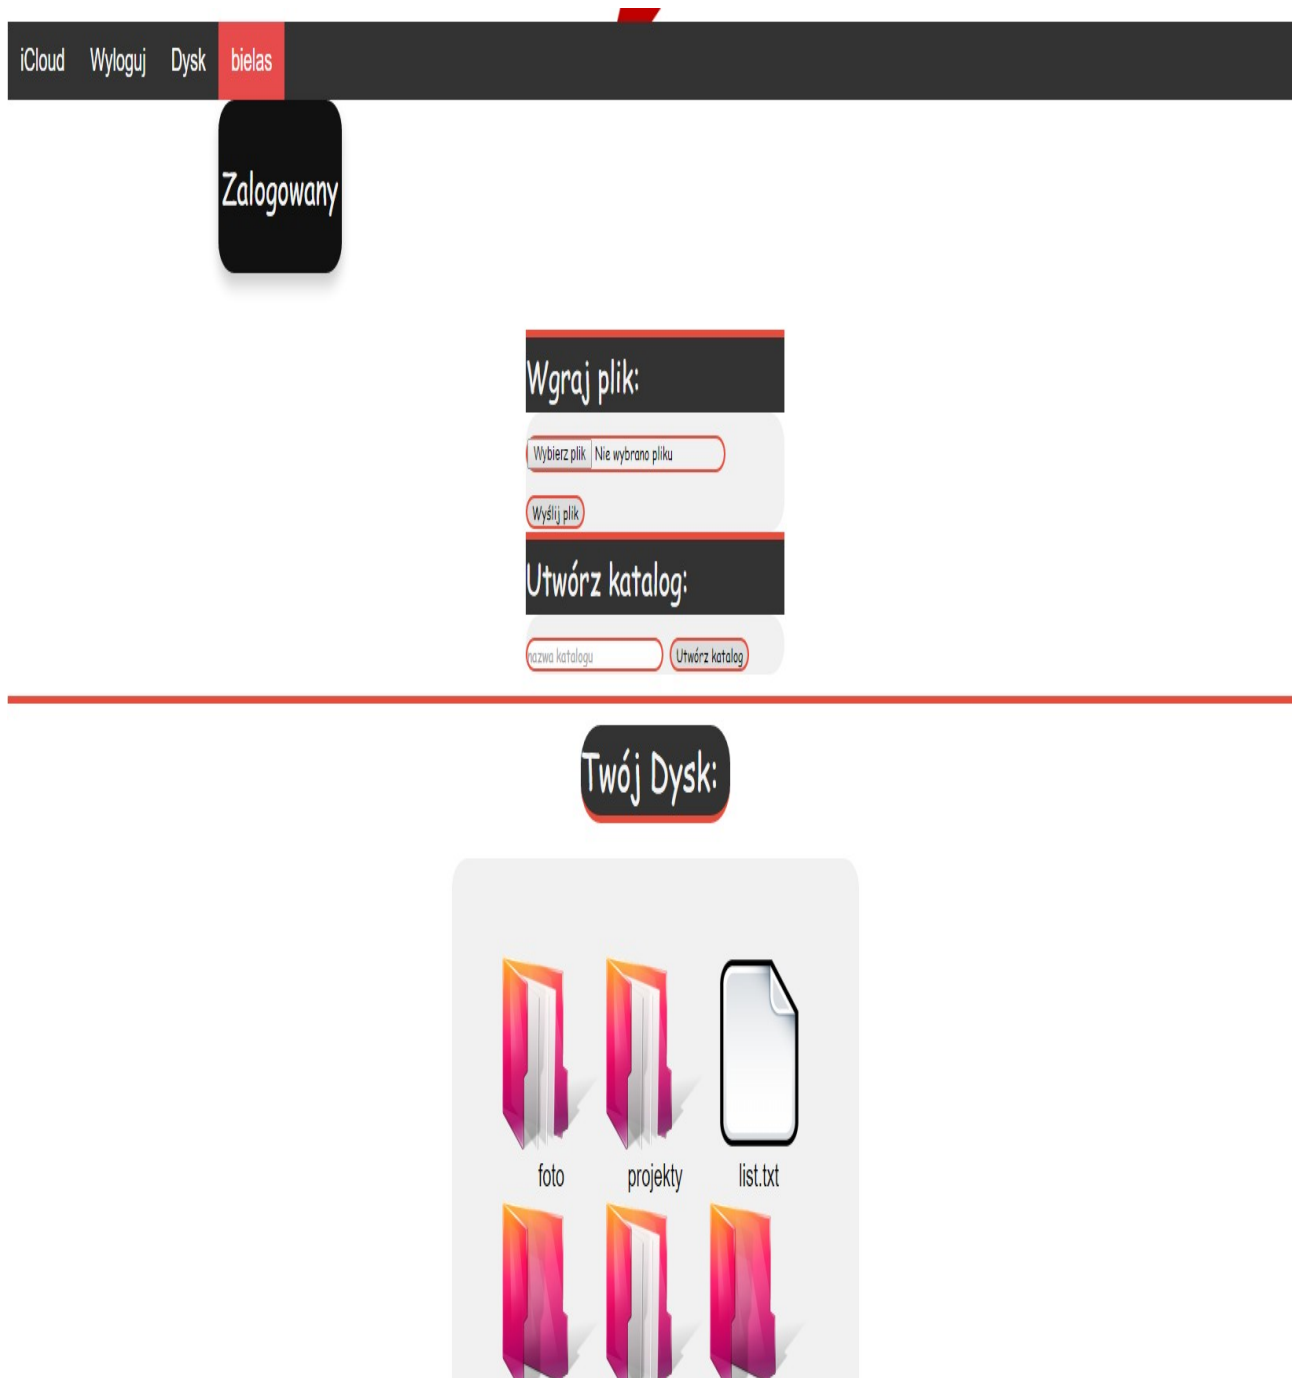 iCloud Wyloguj Dysk bielas
Zalogowany
Wgraj plik:
Wybierz plik Nie wybrano pliku
Wyślij plik
Utwórz katalog:
nazwa katalogu Utwórz katalog
Twój Dysk:
foto projekty list.txt